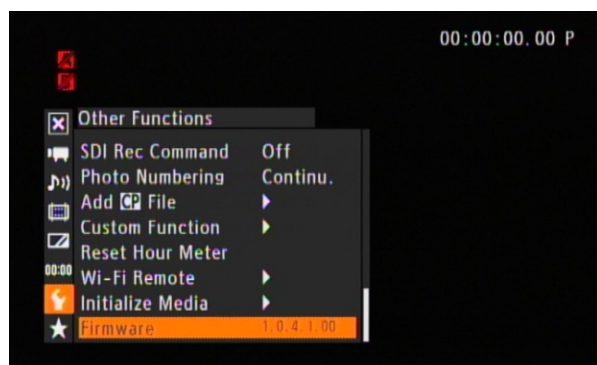 00:00:00.00 P
A
B
Other Functions
SDI Rec Command Off
Photo Numbering Continu.
Add CP File
Custom Function
Reset Hour Meter
00:00
Wi-Fi Remote
Initialize Media
Firmware 1.0.4.1.00